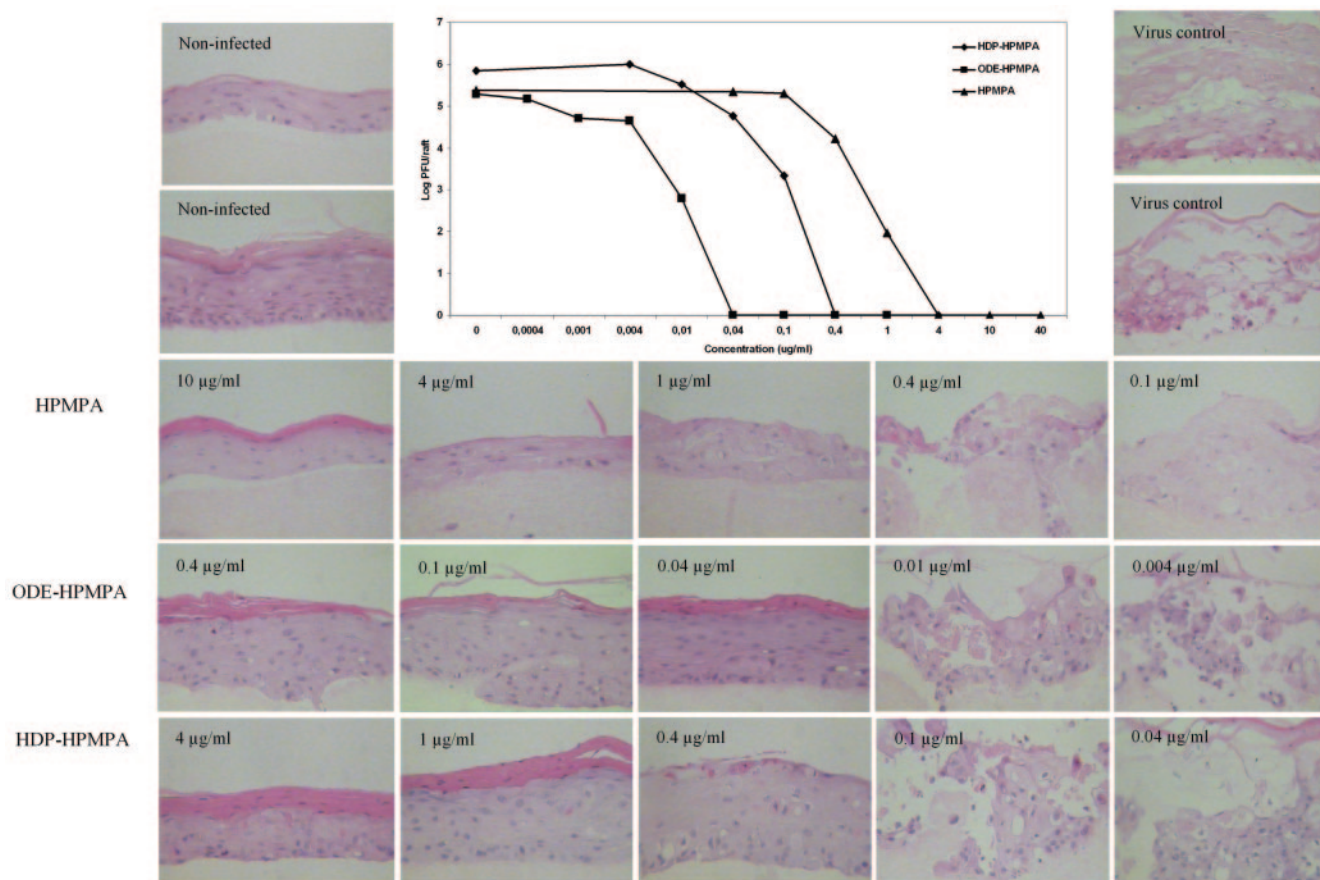 Non-infected
Virus control
HDP-HPMPA
ODE-HPMPA
HPMPA
7
6
5
4
3
2
1
0
Log PFU/raft
0 0,0004 0,001 0,004 0,01 0,04 0,1 0,4 1 4 10 40
Concentration (ug/ml)
Non-infected
Virus control
HPMPA
10 µg/ml
4 µg/ml
1 µg/ml
0.4 µg/ml
0.1 µg/ml
ODE-HPMPA
0.4 µg/ml
0.1 µg/ml
0.04 µg/ml
0.01 µg/ml
0.004 µg/ml
HDP-HPMPA
4 µg/ml
1 µg/ml
0.4 µg/ml
0.1 µg/ml
0.04 µg/ml